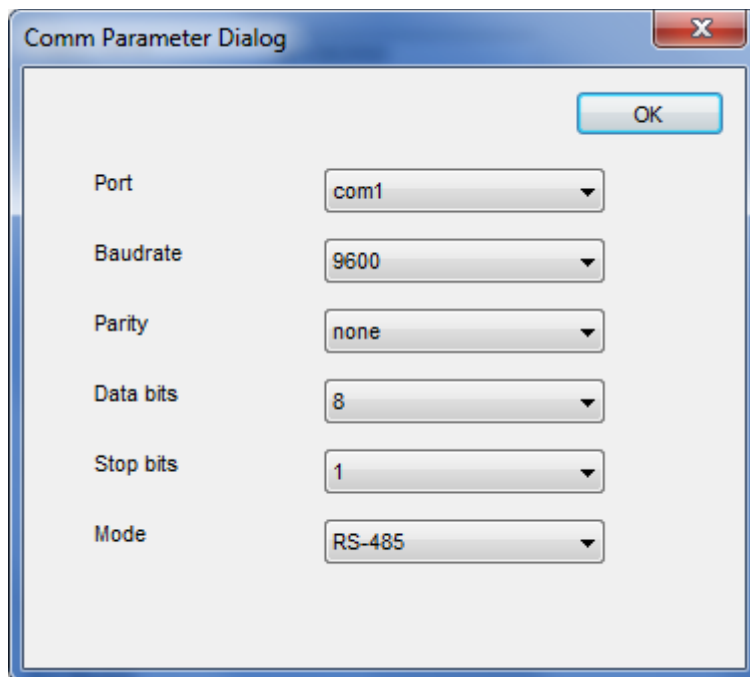 Comm Parameter Dialog
OK
Port com1
Baudrate 9600
Parity none
Data bits 8
Stop bits 1
Mode RS-485